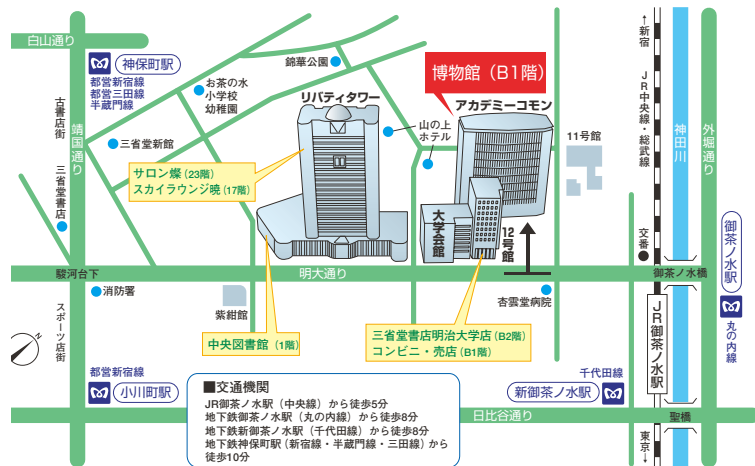 白山通り
神保町駅
都営新宿線
都営三田線
半蔵門線
古書店街
靖国通り
三省堂書店
三省堂新館
お茶の水
小学校
幼稚園
錦華公園
リバティタワー
サロン燦(23階)
スカイラウンジ暁(17階)
山の上
ホテル
博物館(B1階)
アカデミーコモン
11号館
大学会館
12号館
←新宿
JR中央線・総武線
神田川
外堀通り
交番
御茶ノ水駅
丸の内線
駿河台下
明大通り
御茶ノ水橋
消防署
紫紺館
中央図書館(1階)
三省堂書店明治大学店(B2階)
コンビニ・売店(B1階)
杏雲堂病院
スポーツ店街
N
JR御茶ノ水駅
都営新宿線
小川町駅
千代田線
新御茶ノ水駅
日比谷通り
聖橋
東京→
■交通機関
JR御茶ノ水駅(中央線)から徒歩5分
地下鉄御茶ノ水駅(丸の内線)から徒歩8分
地下鉄新御茶ノ水駅(千代田線)から徒歩8分
地下鉄神保町駅(新宿線・半蔵門線・三田線)から
徒歩10分